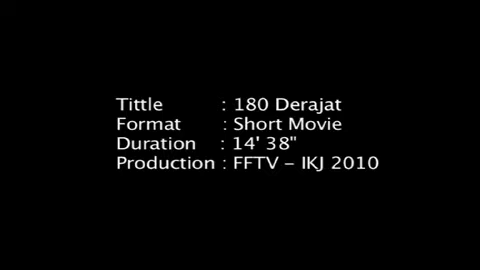 Tittle : 180 Derajat
Format : Short Movie
Duration : 14' 38"
Production : FFTV - IKJ 2010